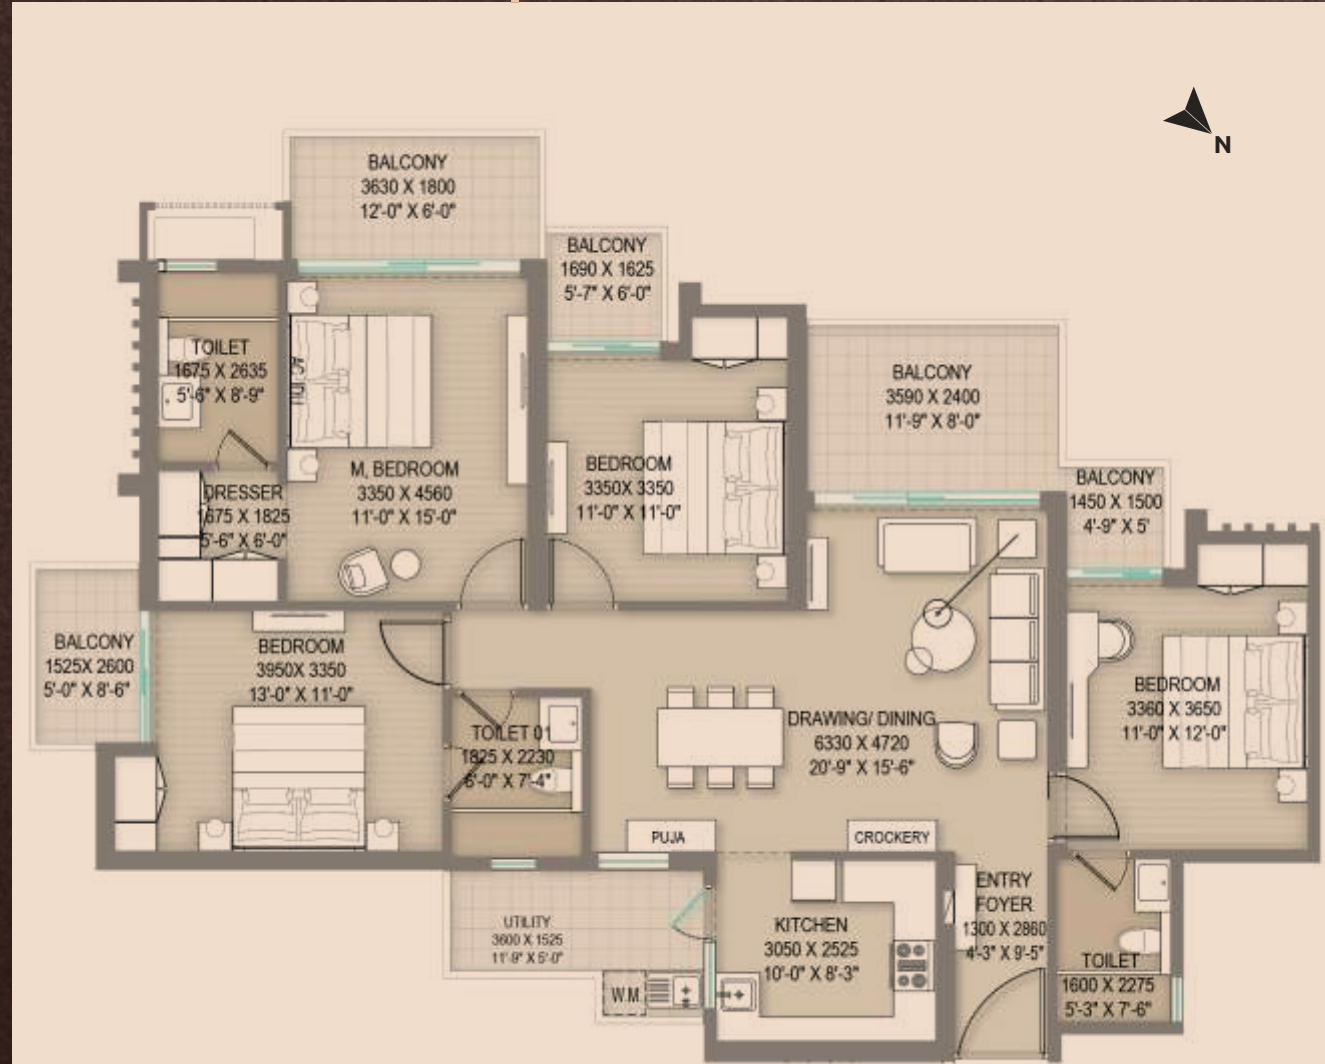 N
BALCONY
3630 X 1800
12'-0" X 6'-0"
BALCONY
1690 X 1625
5'-7" X 6'-0"
TOILET
1675 X 2635
5'-6" X 8'-9"
M. BEDROOM
3350 X 4560
11'-0" X 15'-0"
DRESSER
1675 X 1825
5'-6" X 6'-0"
BEDROOM
3350X 3350
11'-0" X 11'-0"
BALCONY
3590 X 2400
11'-9" X 8'-0"
BALCONY
1450 X 1500
4'-9" X 5'
BALCONY
1525X 2600
5'-0" X 8'-6"
BEDROOM
3950X 3350
13'-0" X 11'-0"
TOILET 01
1825 X 2230
6'-0" X 7'-4"
DRAWING/ DINING
6330 X 4720
20'-9" X 15'-6"
BEDROOM
3360 X 3650
11'-0" X 12'-0"
PUJA
CROCKERY
UTILITY
3600 X 1525
11'-9" X 5'-0"
W.M.
KITCHEN
3050 X 2525
10'-0" X 8'-3"
ENTRY
FOYER
1300 X 2860
4'-3" X 9'-5"
TOILET
1600 X 2275
5'-3" X 7'-6"